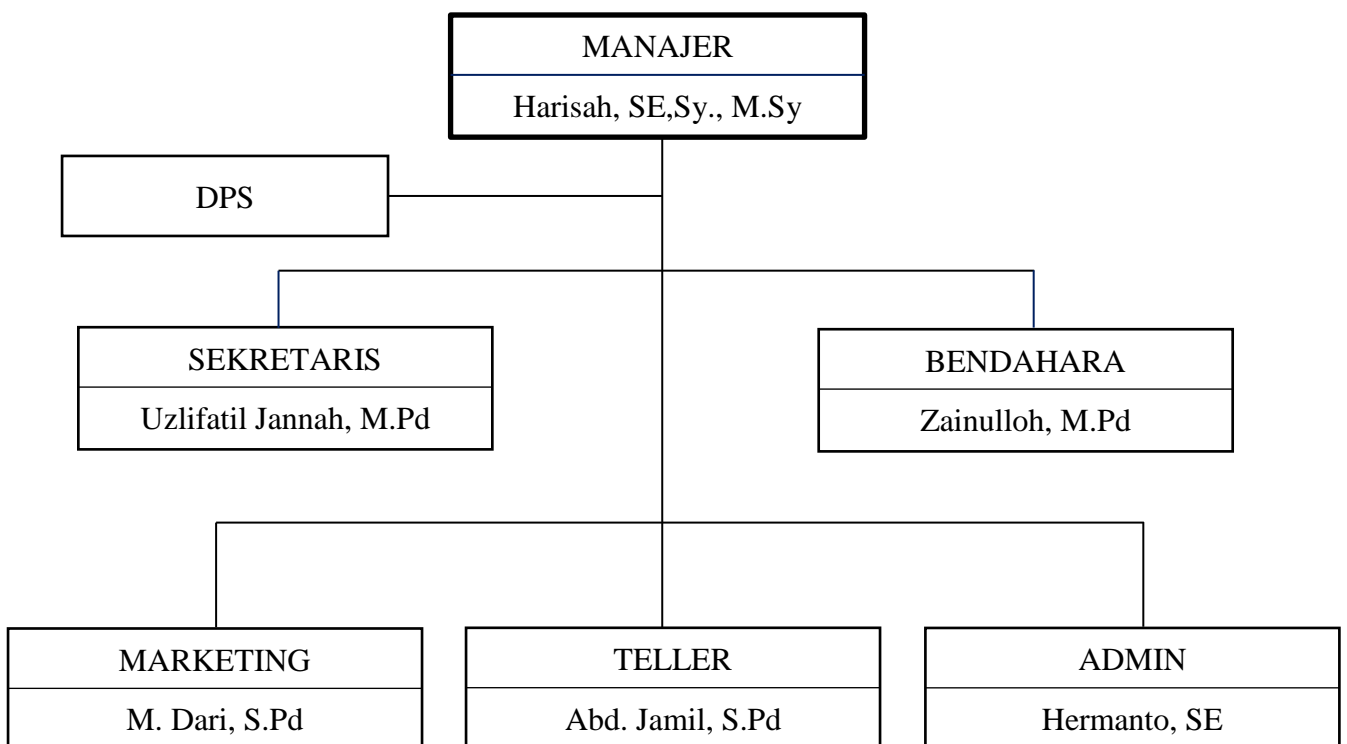 MANAJER
Harisah, SE,Sy., M.Sy
DPS
SEKRETARIS
Uzlifatil Jannah, M.Pd
BENDAHARA
Zainulloh, M.Pd
MARKETING
M. Dari, S.Pd
TELLER
Abd. Jamil, S.Pd
ADMIN
Hermanto, SE